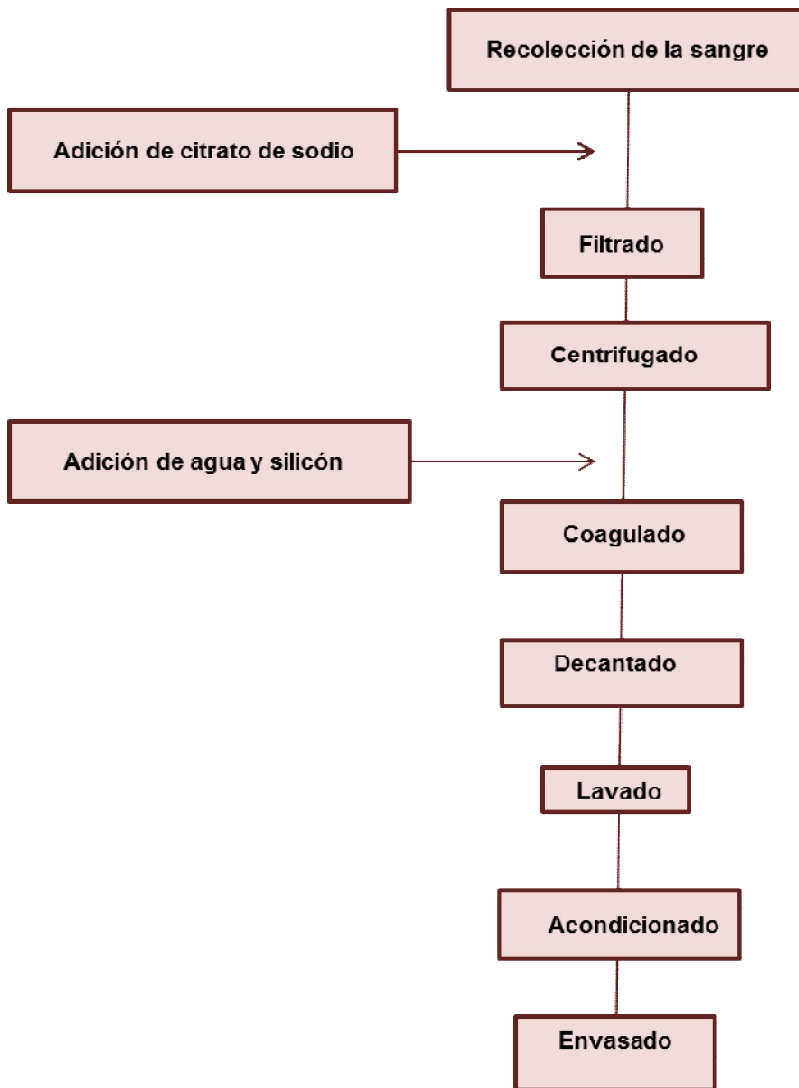 Recolección de la sangre
Adición de citrato de sodio
Filtrado
Centrifugado
Adición de agua y silicón
Coagulado
Decantado
Lavado
Acondicionado
Envasado